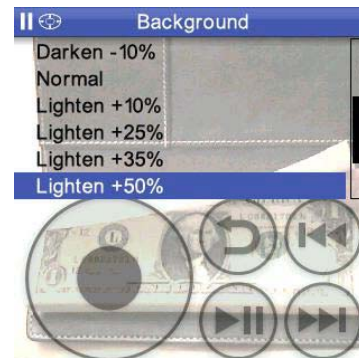 Background
Darken -10%
Normal
Lighten +10%
Lighten +25%
Lighten +35%
Lighten +50%